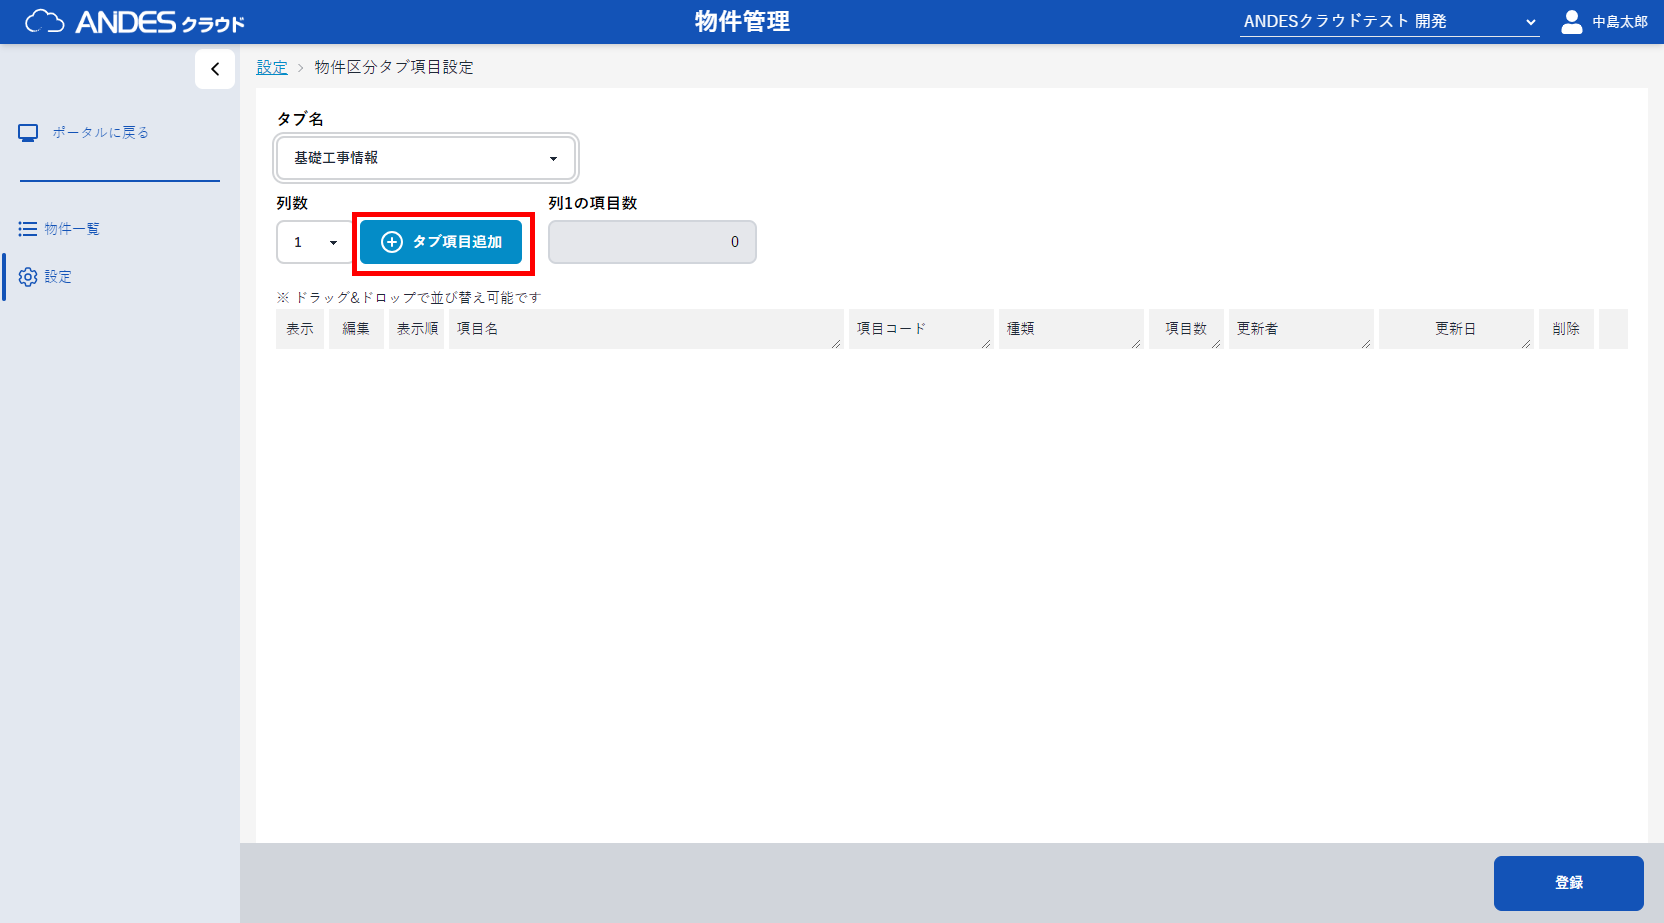 ANDES クラウド
物件管理
ANDESクラウドテスト 開発
中島太郎
ポータルに戻る
物件一覧
設定
設定 > 物件区分タブ項目設定
タブ名
基礎工事情報
列数
列1の項目数
1
タブ項目追加
0
※ ドラッグ&ドロップで並び替え可能です
表示 編集 表示順 項目名 項目コード 種類 項目数 更新者 更新日 削除
登録